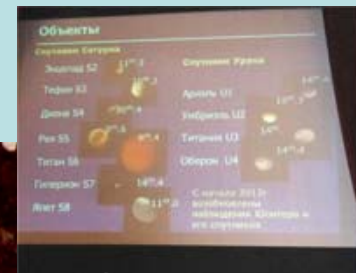 Объекты
Спутники Сатурна
Спутники Урана
Энцелад S2
Тефия S3
Диона S4
Рея S5
Титан S6
Гиперион S7
Япет S8
Ариэль U1
Умбриэль U2
Титания U3
Оберон U4
С начала 2013г
возобновлены
наблюдения Юпитера и
его спутников